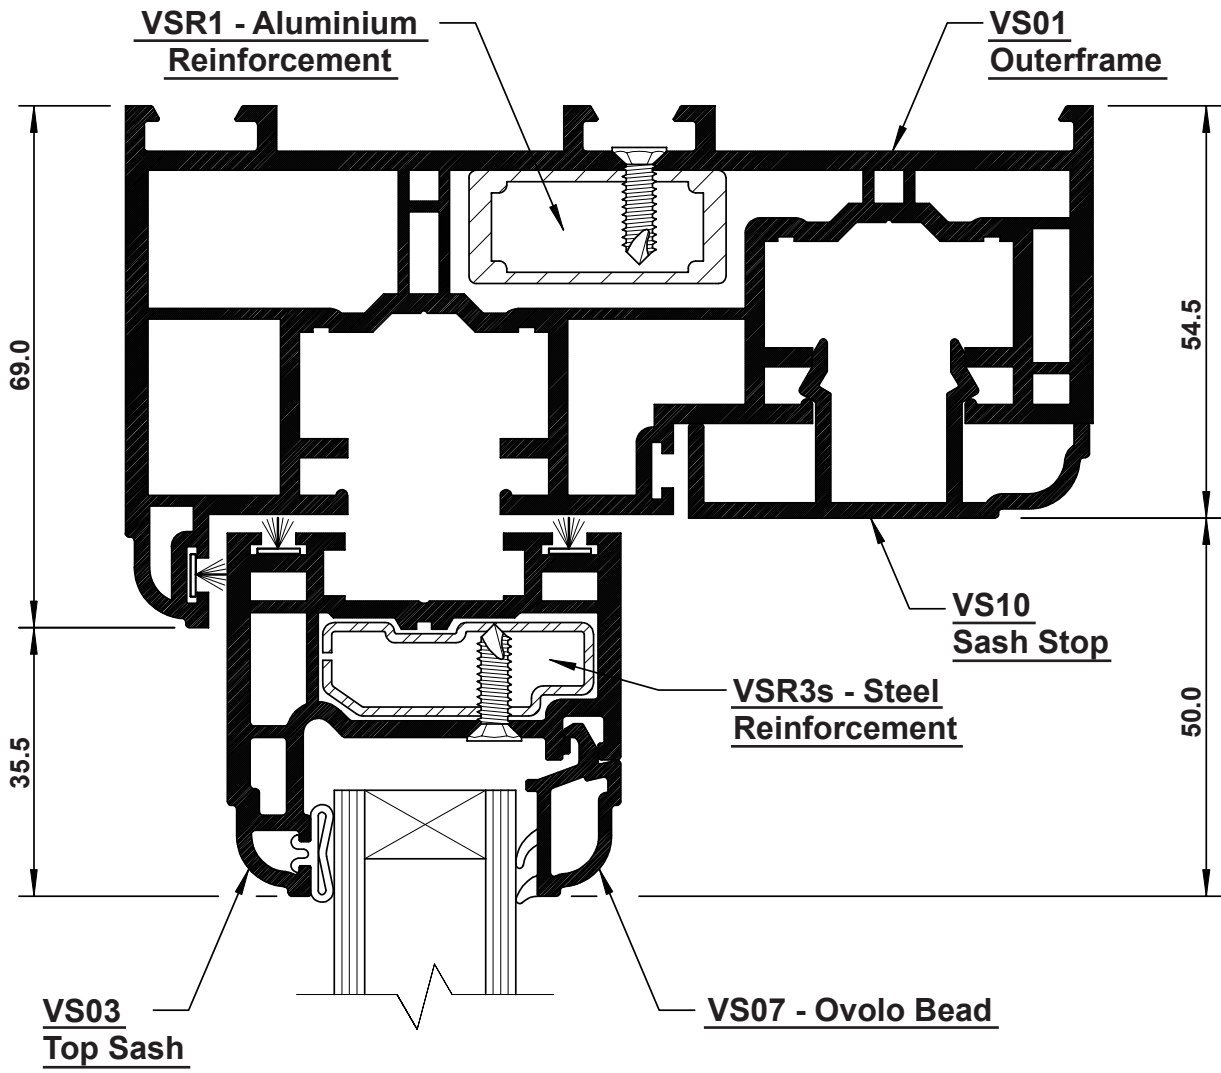 VSR1 - Aluminium
Reinforcement
VS01
Outerframe
69.0
54.5
VS10
Sash Stop
VSR3s - Steel
Reinforcement
35.5
50.0
VS03
Top Sash
VS07 - Ovolo Bead